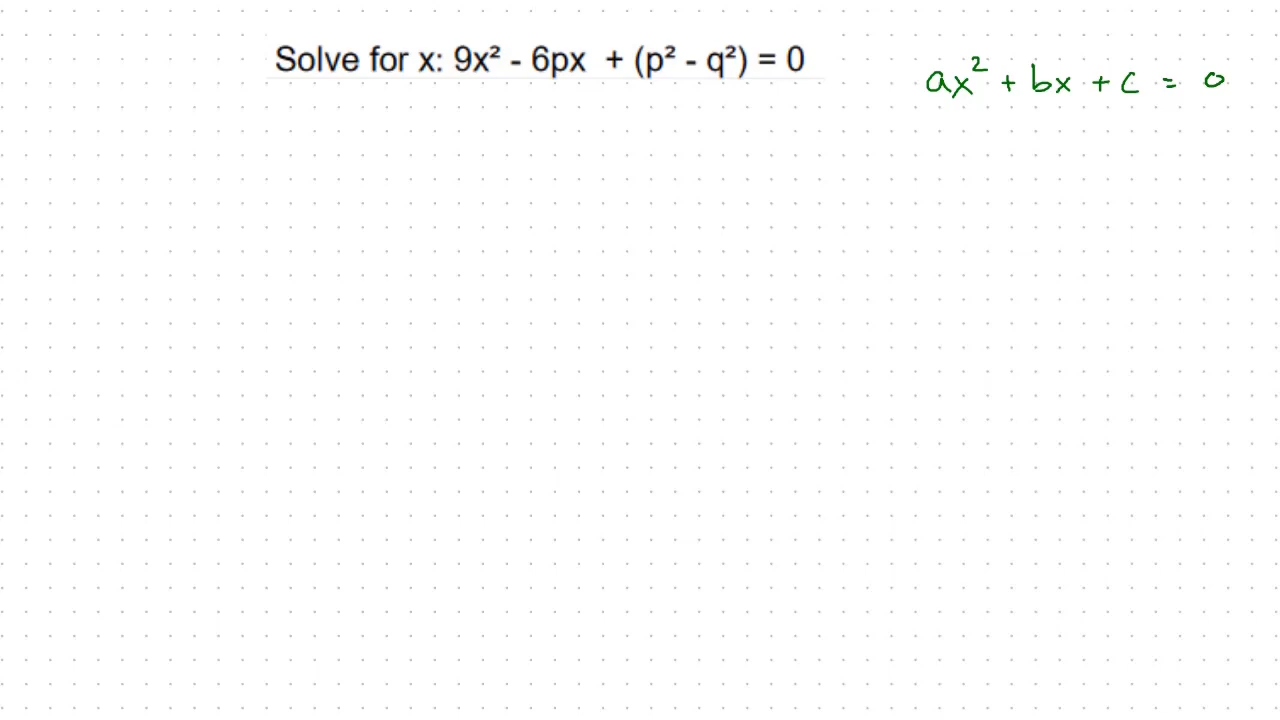 Solve for x: 9x² - 6px + (p² - q²) = 0
ax² + bx + c = 0